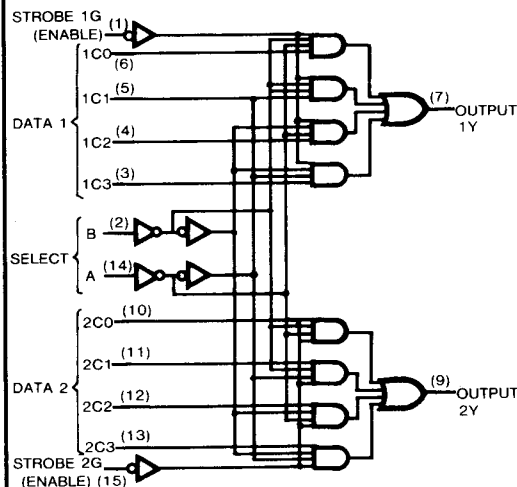 STROBE 1G (1)
(ENABLE)
1C0
(6)
1C1 (5)
DATA 1
1C2 (4)
1C3 (3)
(7) OUTPUT
1Y
B (2)
SELECT
A (14)
2C0 (10)
2C1 (11)
DATA 2
2C2 (12)
2C3 (13)
(9) OUTPUT
2Y
STROBE 2G
(ENABLE) (15)